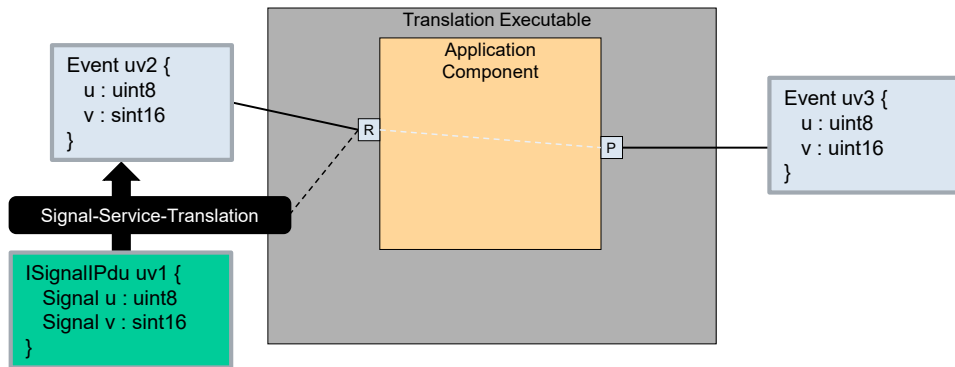 Translation Executable
Application
Component
Event uv2 {
u : uint8
v : sint16
}
R
P
Event uv3 {
u : uint8
v : uint16
}
Signal-Service-Translation
ISignalIPdu uv1 {
Signal u : uint8
Signal v : sint16
}